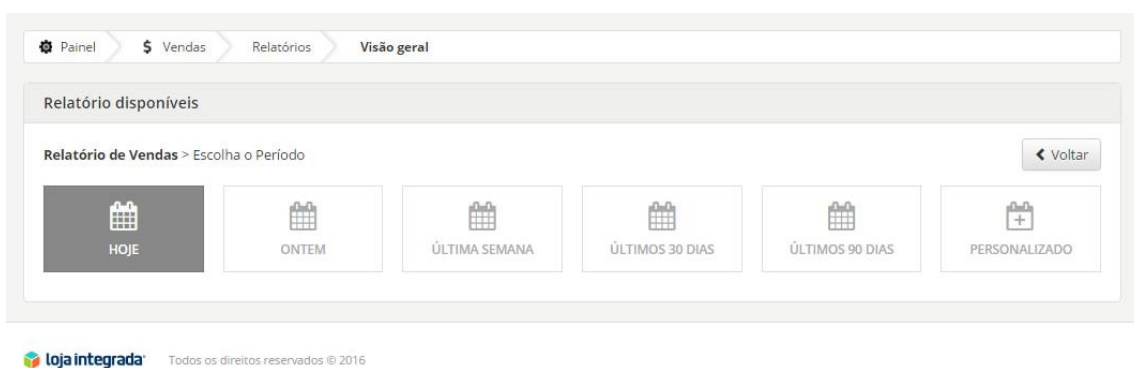 Painel $ Vendas Relatórios Visão geral
Relatório disponíveis
Relatório de Vendas > Escolha o Período Voltar
HOJE ONTEM ÚLTIMA SEMANA ÚLTIMOS 30 DIAS ÚLTIMOS 90 DIAS PERSONALIZADO
loja integrada Todos os direitos reservados © 2016